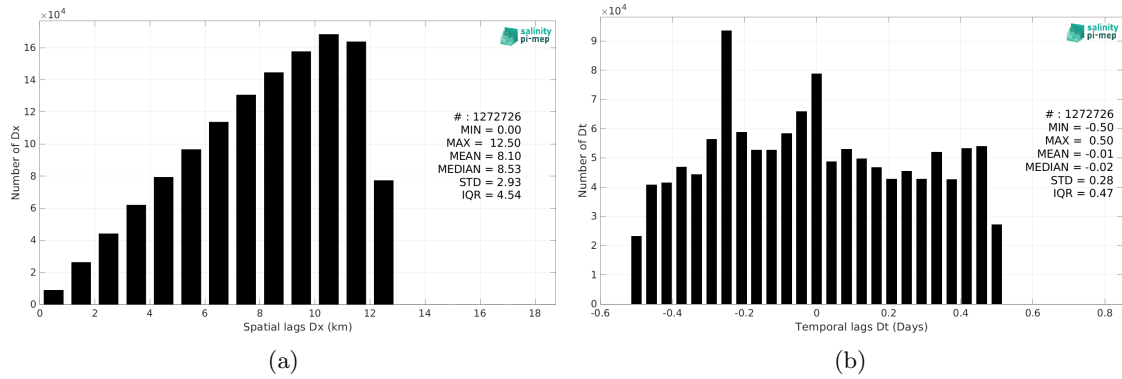 ×10⁴
16
14
12
10
8
6
4
2
0
Number of Dx
salinity
pi-mep
# : 1272726
MIN = 0.00
MAX = 12.50
MEAN = 8.10
MEDIAN = 8.53
STD = 2.93
IQR = 4.54
0 2 4 6 8 10 12 14 16 18
Spatial lags Dx (km)
(a)
×10⁴
9
8
7
6
5
4
3
2
1
0
Number of Dt
salinity
pi-mep
# : 1272726
MIN = -0.50
MAX = 0.50
MEAN = -0.01
MEDIAN = -0.02
STD = 0.28
IQR = 0.47
-0.6 -0.4 -0.2 0 0.2 0.4 0.6 0.8
Temporal lags Dt (Days)
(b)